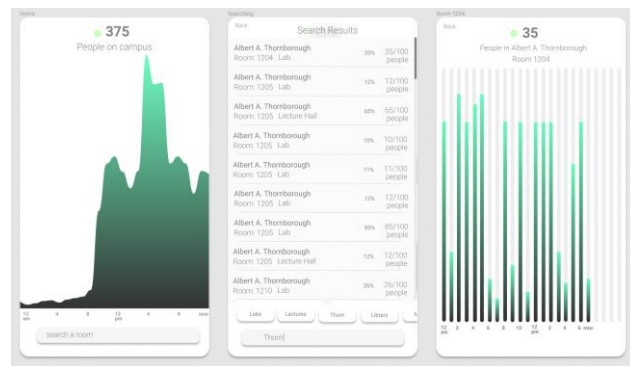 Home
375
People on campus
12 am 4 8 12 pm 4 8 now
search a room
Searching
Back
Search Results
Albert A. Thornborough
Room: 1204 Lab
35% 35/100 people
Albert A. Thornborough
Room: 1205 Lab
12% 12/100 people
Albert A. Thornborough
Room: 1205 Lecture Hall
65% 65/100 people
Albert A. Thornborough
Room: 1205 Lab
10% 10/100 people
Albert A. Thornborough
Room: 1205 Lab
11% 11/100 people
Albert A. Thornborough
Room: 1205 Lab
12% 12/100 people
Albert A. Thornborough
Room: 1205 Lab
85/100 people
Albert A. Thornborough
Room: 1205 Lecture Hall
12% 12/100 people
Albert A. Thornborough
Room: 1210 Lab
26/100 people
Labs Lectures Thorn Library
Thorn
Room 1204
Back
35
People in Albert A. Thornborough
Room 1204
12 am 2 4 6 8 10 12 pm 2 4 6 now